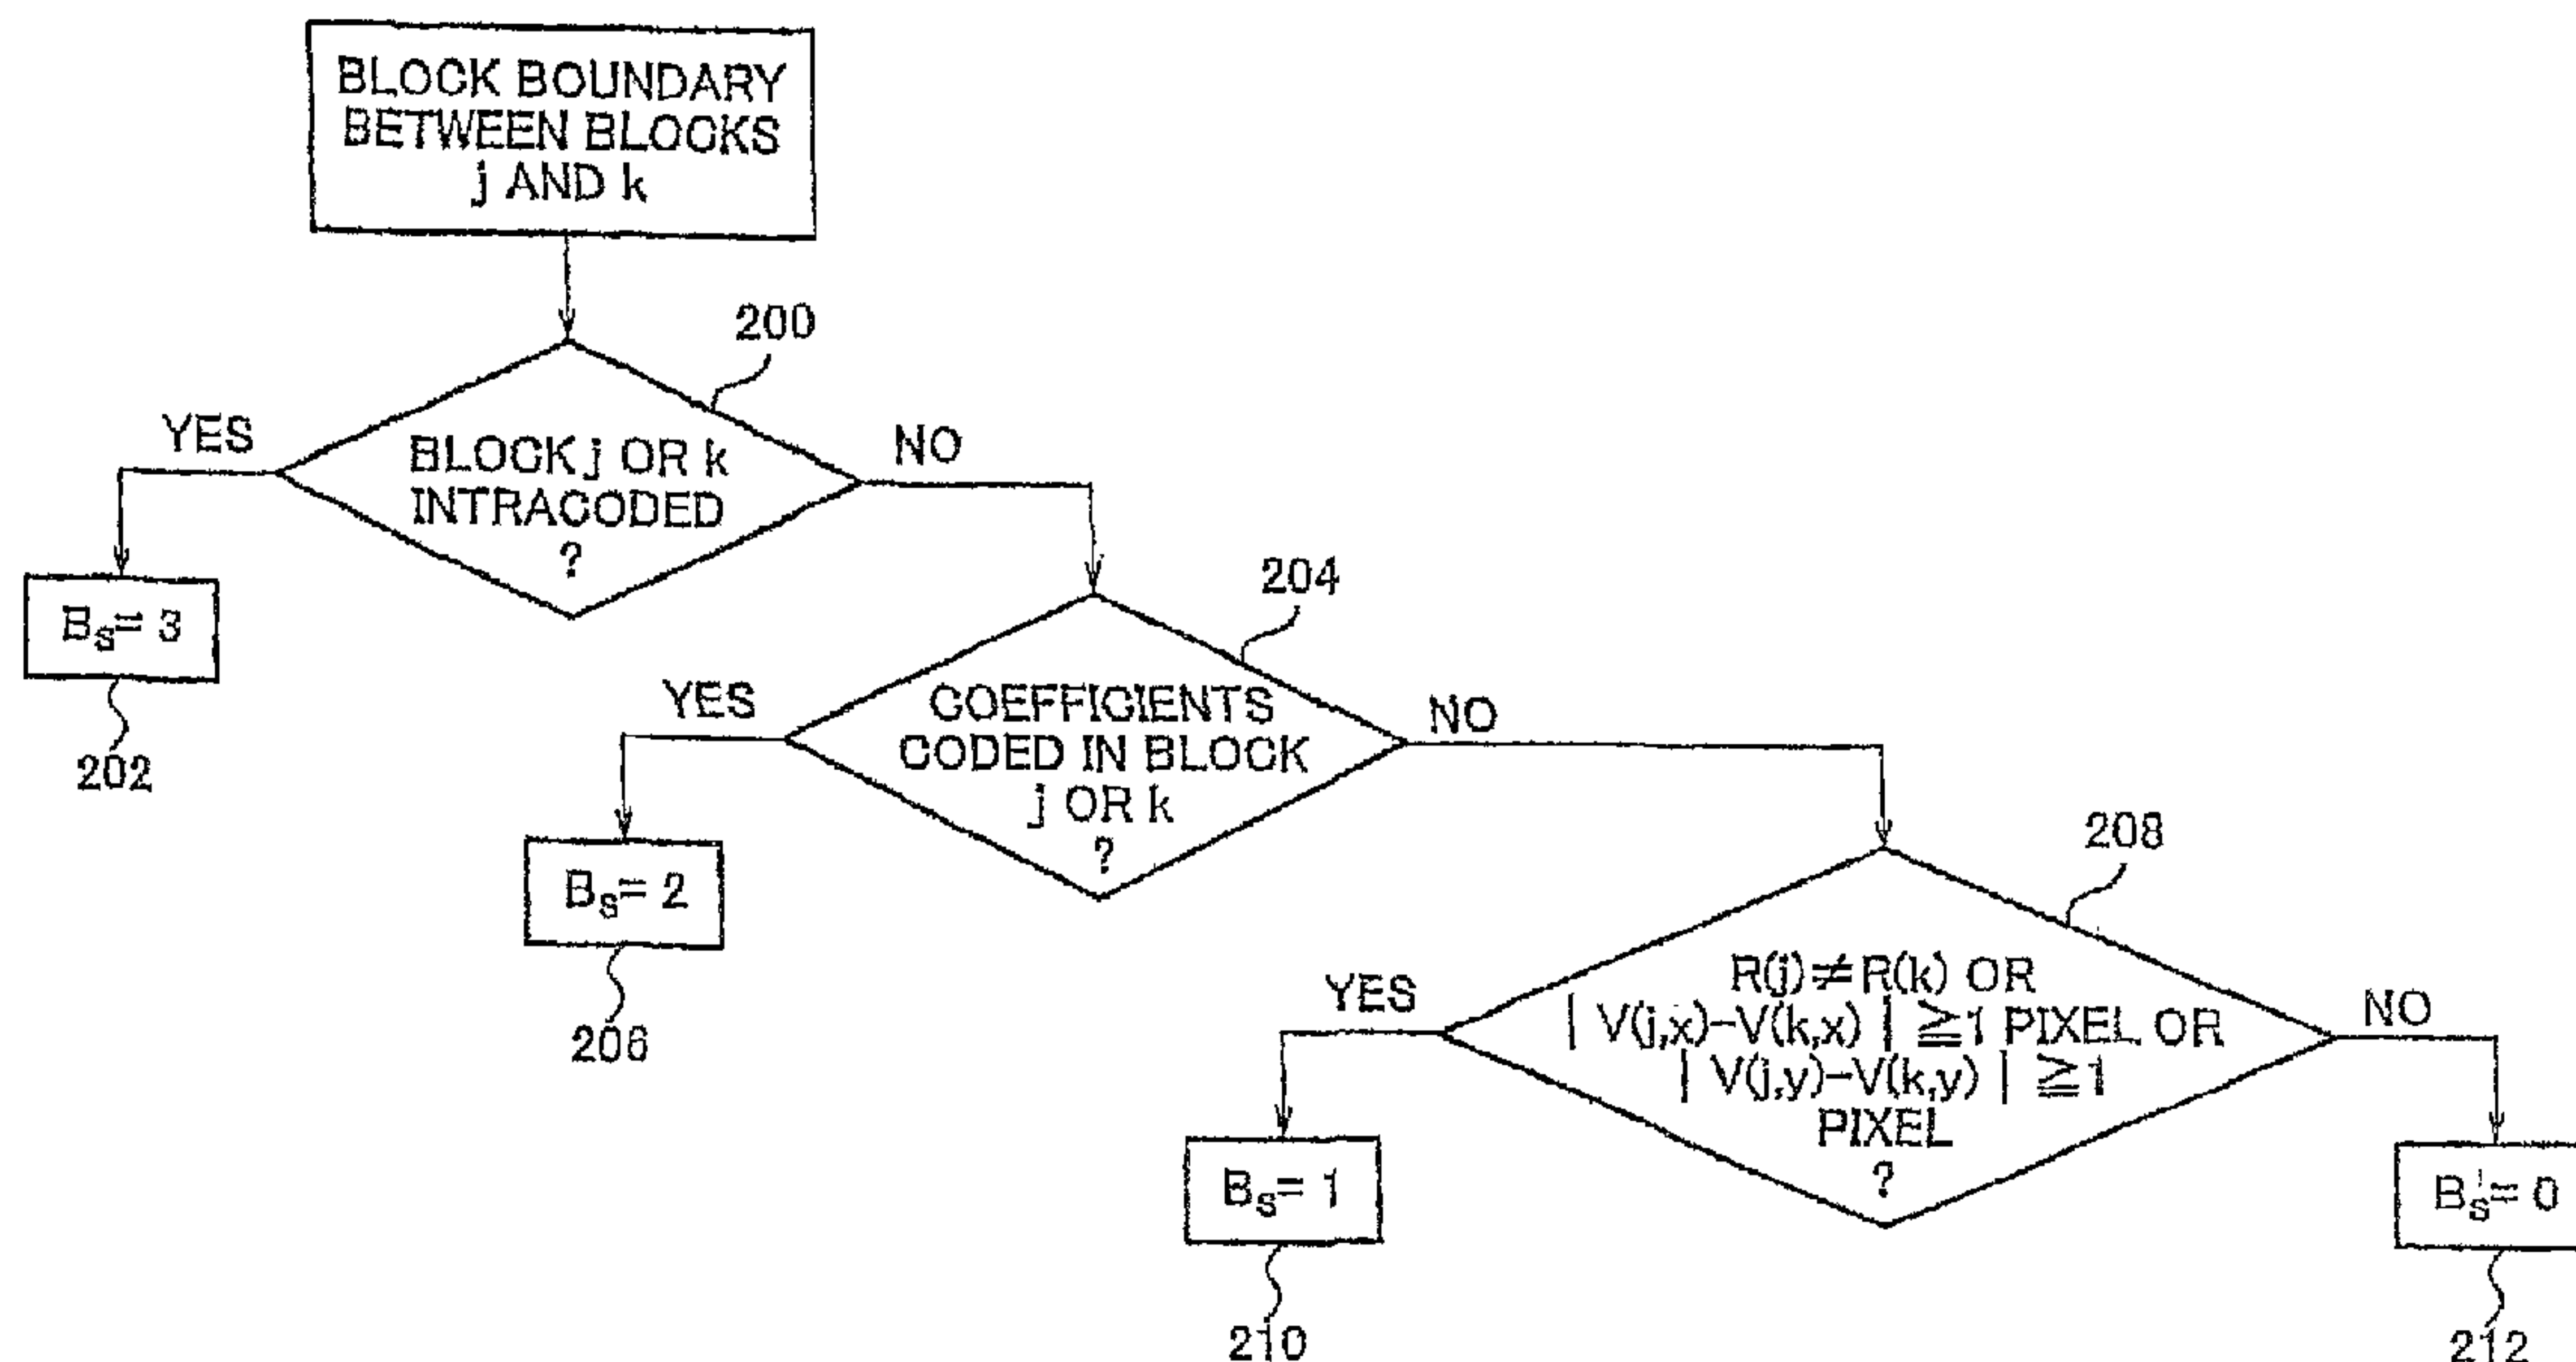 BLOCK BOUNDARY
BETWEEN BLOCKS
j AND k
200
YES
NO
BLOCK j OR k
INTRACODED
?
Bs= 3
202
204
YES
NO
COEFFICIENTS
CODED IN BLOCK
j OR k
?
Bs= 2
206
208
YES
NO
R(j)≠R(k) OR
| V(j,x)-V(k,x) | ≧1 PIXEL OR
| V(j,y)-V(k,y) | ≧1
PIXEL
?
Bs= 1
210
Bs= 0
212